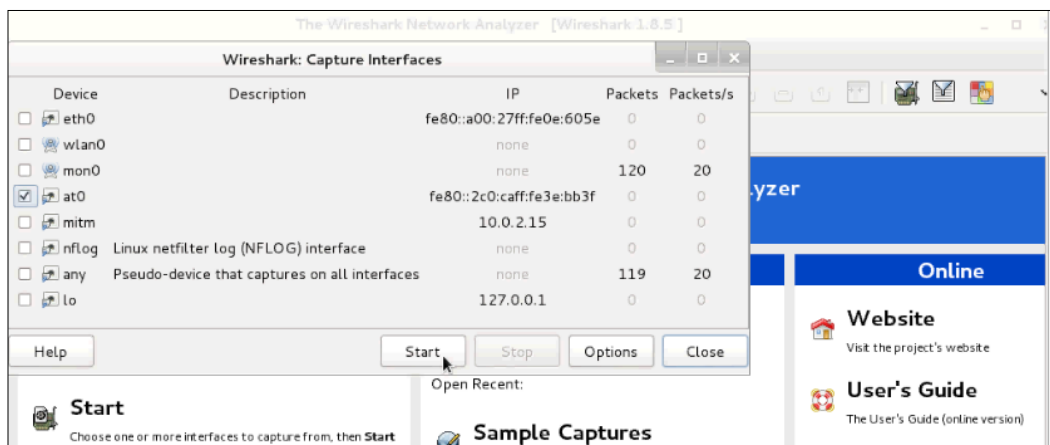 The Wireshark Network Analyzer [Wireshark 1.8.5]
Wireshark: Capture Interfaces
Device Description IP Packets Packets/s
eth0 fe80::a00:27ff:fe0e:605e 0 0
wlan0 none 0 0
mon0 none 120 20
at0 fe80::2c0:caff:fe3e:bb3f 0 0
mitm 10.0.2.15 0 0
nflog Linux netfilter log (NFLOG) interface none 0 0
any Pseudo-device that captures on all interfaces none 119 20
lo 127.0.0.1 0 0
Help Start Stop Options Close
yzer
Online
Website
Visit the project's website
User's Guide
The User's Guide (online version)
Open Recent:
Start
Choose one or more interfaces to capture from, then Start
Sample Captures